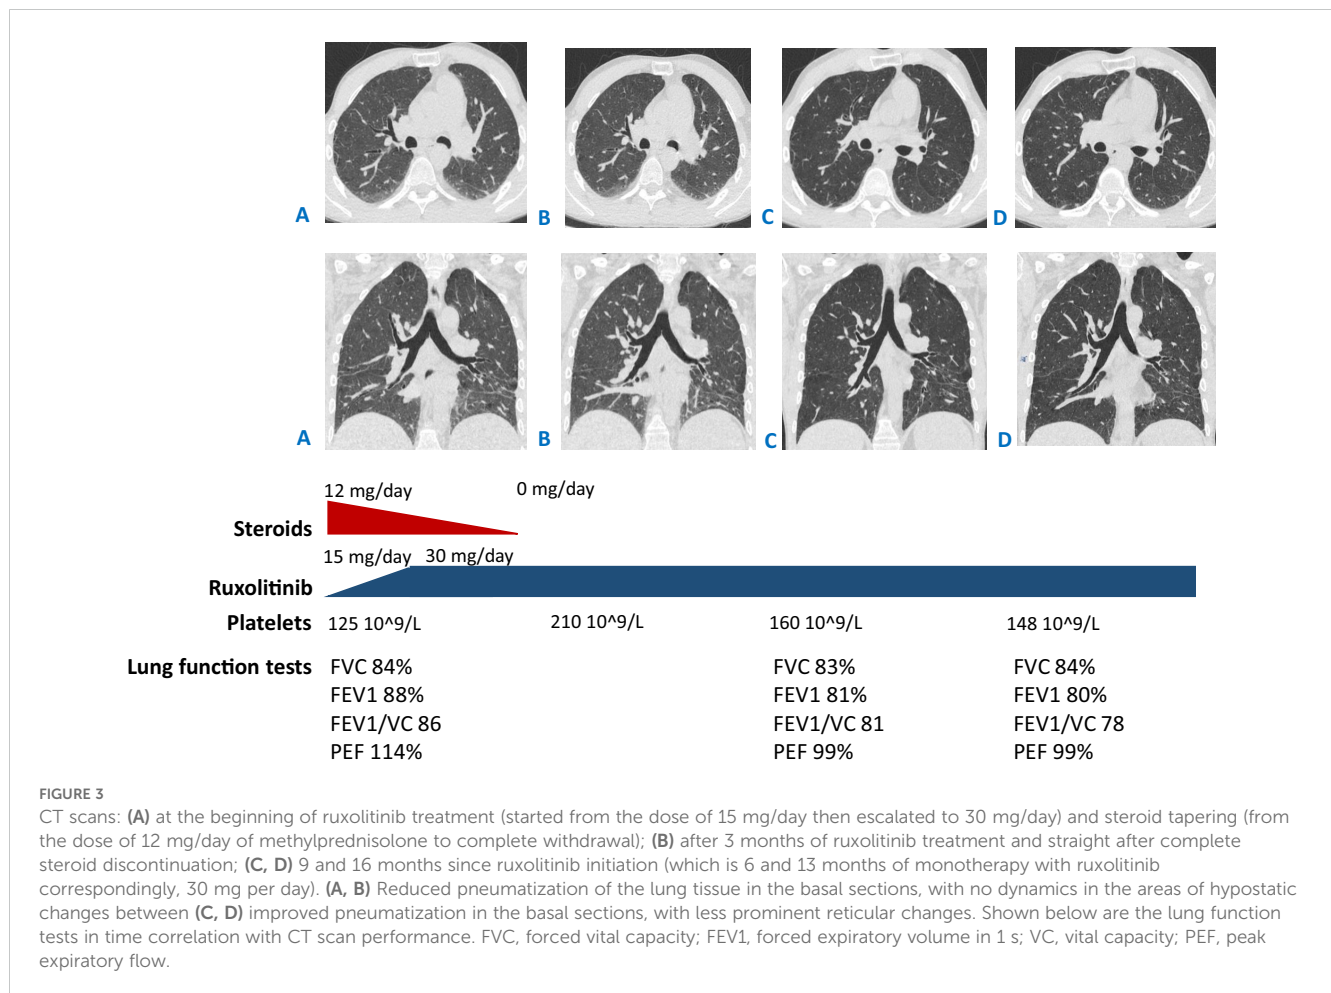 A
B
C
D
A
B
C
D
12 mg/day
0 mg/day
Steroids
15 mg/day
30 mg/day
Ruxolitinib
Platelets
125 10^9/L
210 10^9/L
160 10^9/L
148 10^9/L
Lung function tests
FVC 84%
FVC 83%
FVC 84%
FEV1 88%
FEV1 81%
FEV1 80%
FEV1/VC 86
FEV1/VC 81
FEV1/VC 78
PEF 114%
PEF 99%
PEF 99%
FIGURE 3
CT scans: (A) at the beginning of ruxolitinib treatment (started from the dose of 15 mg/day then escalated to 30 mg/day) and steroid tapering (from
the dose of 12 mg/day of methylprednisolone to complete withdrawal); (B) after 3 months of ruxolitinib treatment and straight after complete
steroid discontinuation; (C, D) 9 and 16 months since ruxolitinib initiation (which is 6 and 13 months of monotherapy with ruxolitinib
correspondingly, 30 mg per day). (A, B) Reduced pneumatization of the lung tissue in the basal sections, with no dynamics in the areas of hypostatic
changes between (C, D) improved pneumatization in the basal sections, with less prominent reticular changes. Shown below are the lung function
tests in time correlation with CT scan performance. FVC, forced vital capacity; FEV1, forced expiratory volume in 1 s; VC, vital capacity; PEF, peak
expiratory flow.